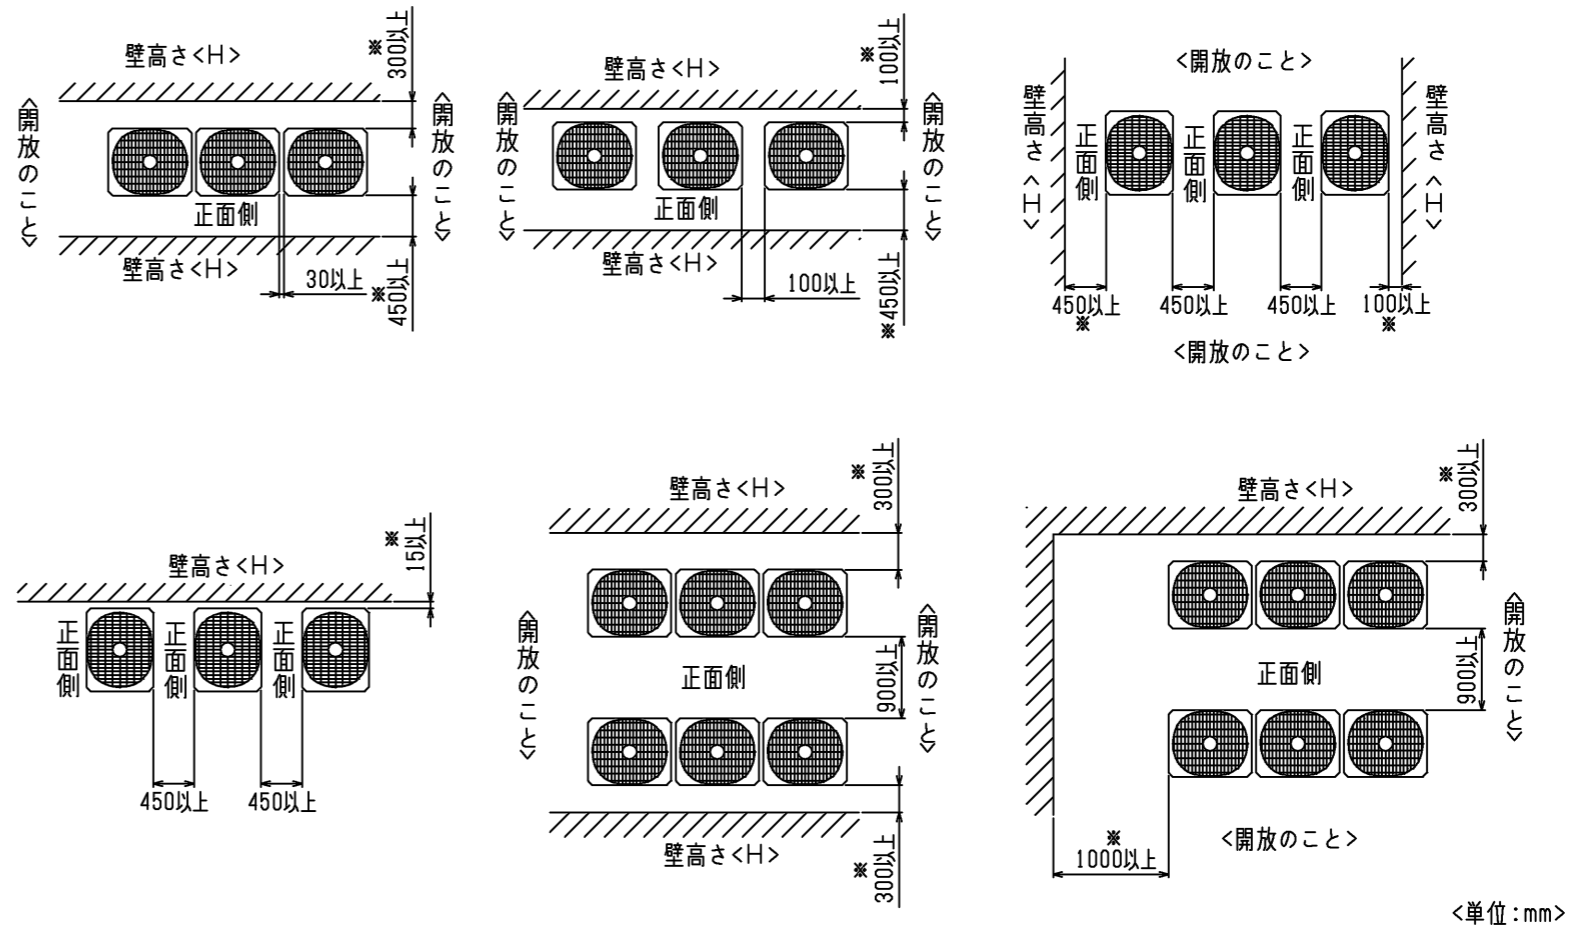 壁高さ<H>
※
300以上
<開放のこと>
<開放のこと>
正面側
壁高さ<H>
30以上
※
450以上
壁高さ<H>
※
100以上
<開放のこと>
<開放のこと>
正面側
壁高さ<H>
100以上
※450以上
<開放のこと>
壁高さ<H>
正面側
正面側
正面側
壁高さ<H>
450以上
※
450以上
450以上
100以上
※
<開放のこと>
壁高さ<H>
※
15以上
正面側
正面側
正面側
450以上
450以上
壁高さ<H>
※
300以上
<開放のこと>
正面側
900以上
<開放のこと>
壁高さ<H>
※
300以上
壁高さ<H>
※
300以上
正面側
900以上
<開放のこと>
※
1000以上
<開放のこと>
<単位:mm>